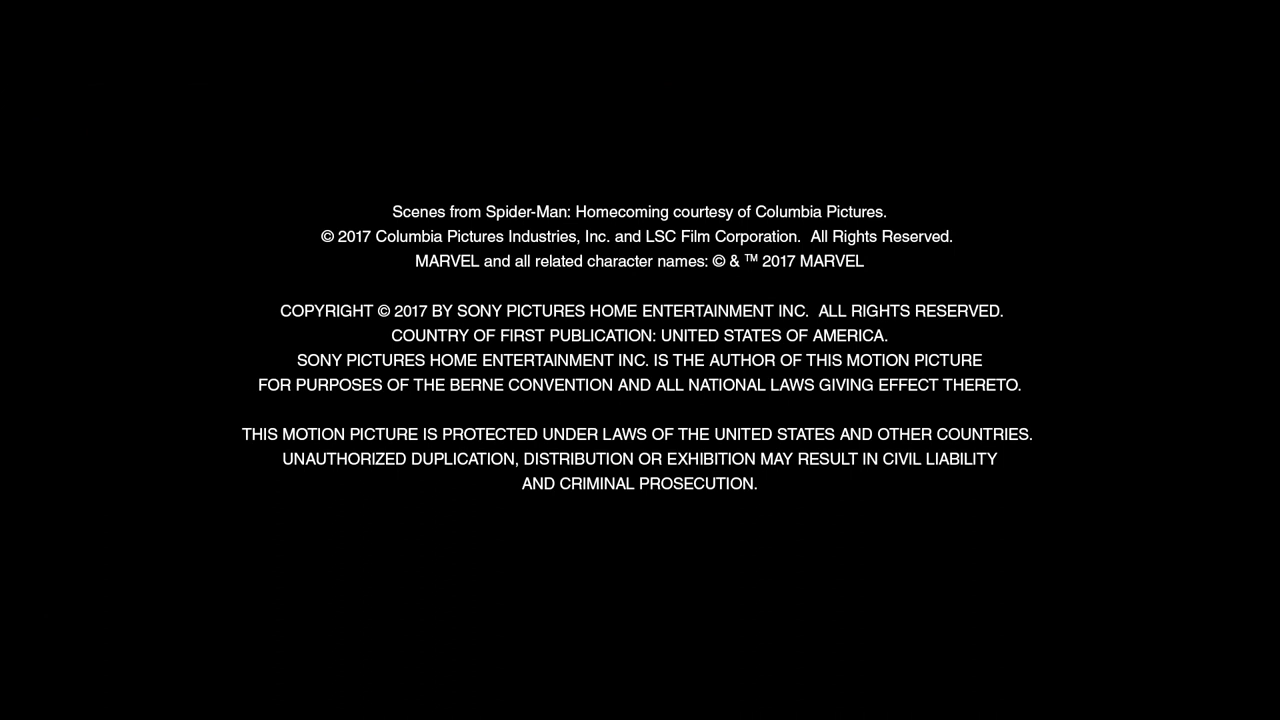 Scenes from Spider-Man: Homecoming courtesy of Columbia Pictures.
© 2017 Columbia Pictures Industries, Inc. and LSC Film Corporation.  All Rights Reserved.
MARVEL and all related character names: © & ™ 2017 MARVEL
COPYRIGHT © 2017 BY SONY PICTURES HOME ENTERTAINMENT INC.  ALL RIGHTS RESERVED.
COUNTRY OF FIRST PUBLICATION: UNITED STATES OF AMERICA.
SONY PICTURES HOME ENTERTAINMENT INC. IS THE AUTHOR OF THIS MOTION PICTURE
FOR PURPOSES OF THE BERNE CONVENTION AND ALL NATIONAL LAWS GIVING EFFECT THERETO.
THIS MOTION PICTURE IS PROTECTED UNDER LAWS OF THE UNITED STATES AND OTHER COUNTRIES.
UNAUTHORIZED DUPLICATION, DISTRIBUTION OR EXHIBITION MAY RESULT IN CIVIL LIABILITY
AND CRIMINAL PROSECUTION.